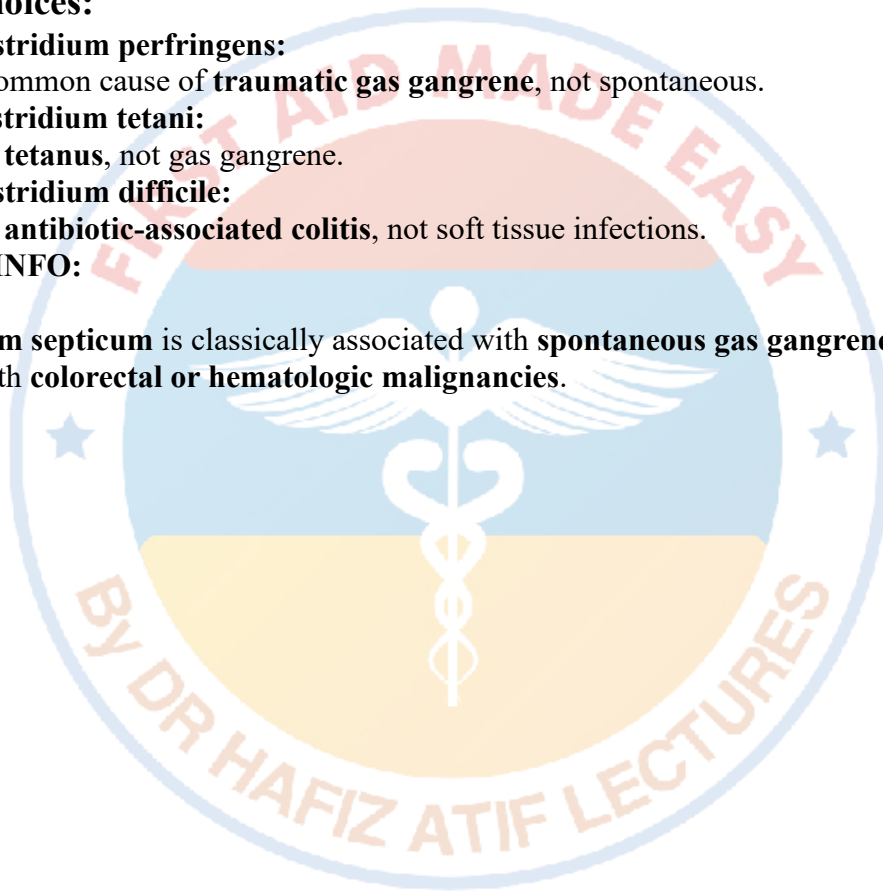 oices:
stridium perfringens:
ommon cause of traumatic gas gangrene, not spontaneous.
stridium tetani:
tetanus, not gas gangrene.
stridium difficile:
antibiotic-associated colitis, not soft tissue infections.
INFO:
m septicum is classically associated with spontaneous gas gangrene
th colorectal or hematologic malignancies.
FIRST AID MADE EASY
By DR HAFIZ ATIF LECTURES